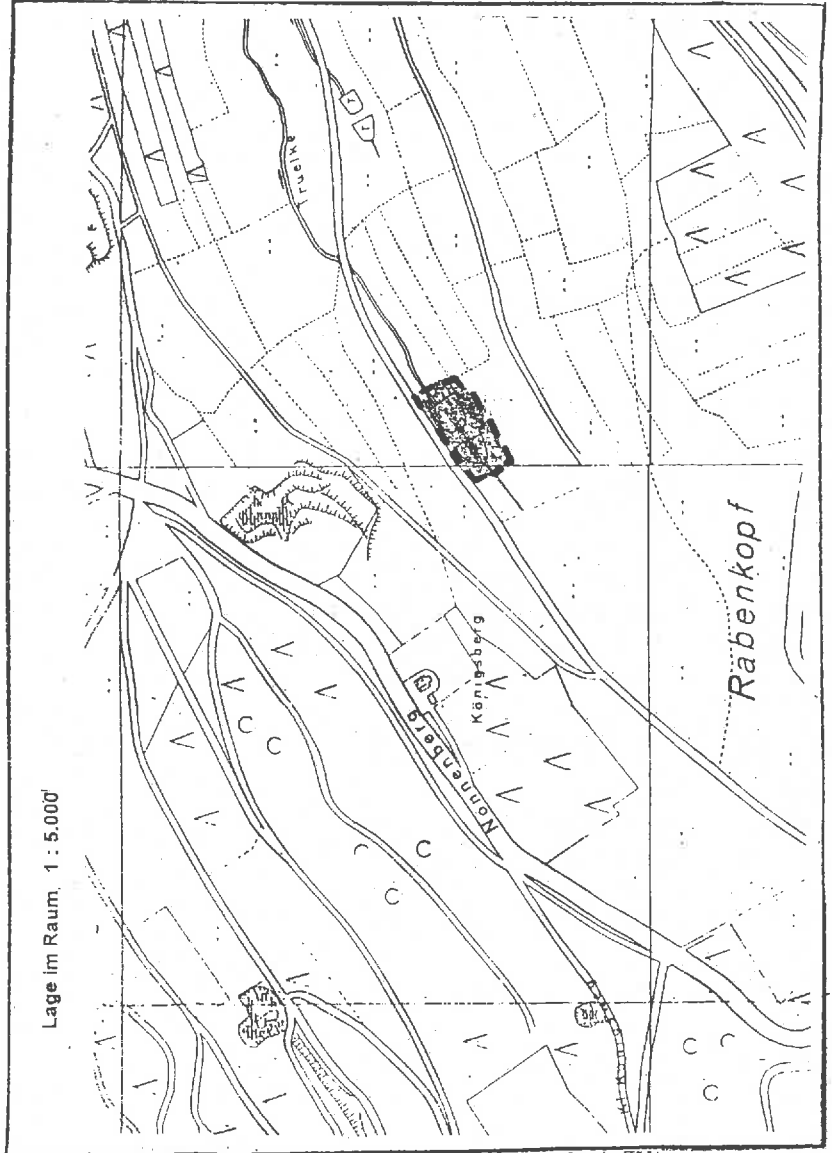 Lage im Raum 1 : 5.000
Truelke
Königsberg
Nonnenberg
Rabenkopf